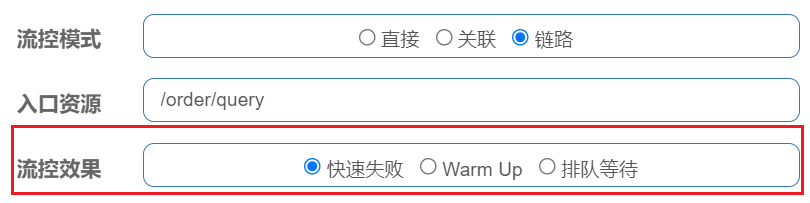 流控模式 直接 关联 链路
入口资源 /order/query
流控效果 快速失败 Warm Up 排队等待